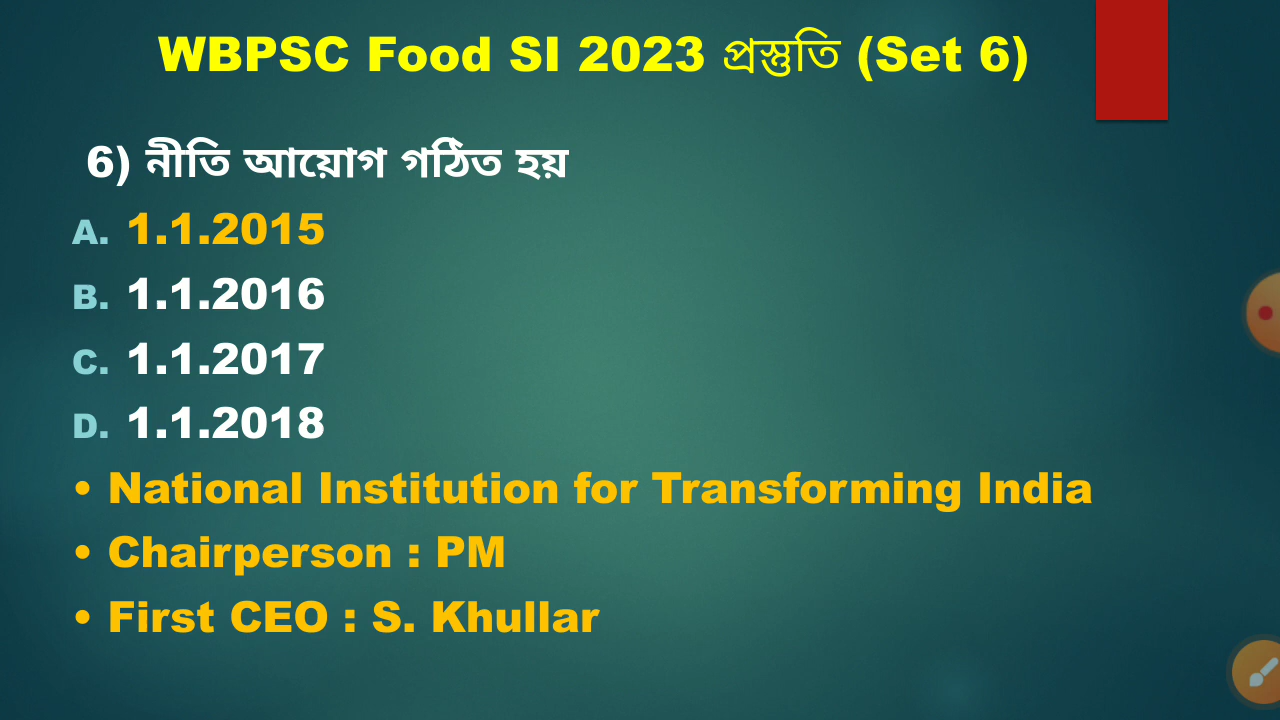 WBPSC Food SI 2023 প্রস্তুতি (Set 6)
6) নীতি আয়োগ গঠিত হয়
A. 1.1.2015
B. 1.1.2016
C. 1.1.2017
D. 1.1.2018
• National Institution for Transforming India
• Chairperson : PM
• First CEO : S. Khullar